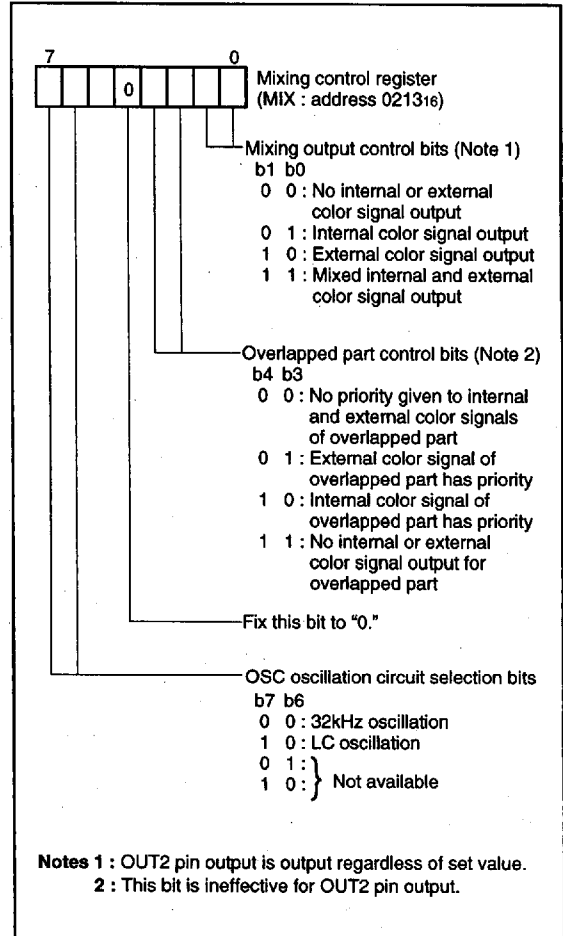 7 0
0
Mixing control register
(MIX : address 0213₁₆)
Mixing output control bits (Note 1)
b1 b0
0 0 : No internal or external
color signal output
0 1 : Internal color signal output
1 0 : External color signal output
1 1 : Mixed internal and external
color signal output
Overlapped part control bits (Note 2)
b4 b3
0 0 : No priority given to internal
and external color signals
of overlapped part
0 1 : External color signal of
overlapped part has priority
1 0 : Internal color signal of
overlapped part has priority
1 1 : No internal or external
color signal output for
overlapped part
Fix this bit to “0.”
OSC oscillation circuit selection bits
b7 b6
0 0 : 32kHz oscillation
1 0 : LC oscillation
0 1 :
1 0 : } Not available
Notes 1 : OUT2 pin output is output regardless of set value.
2 : This bit is ineffective for OUT2 pin output.